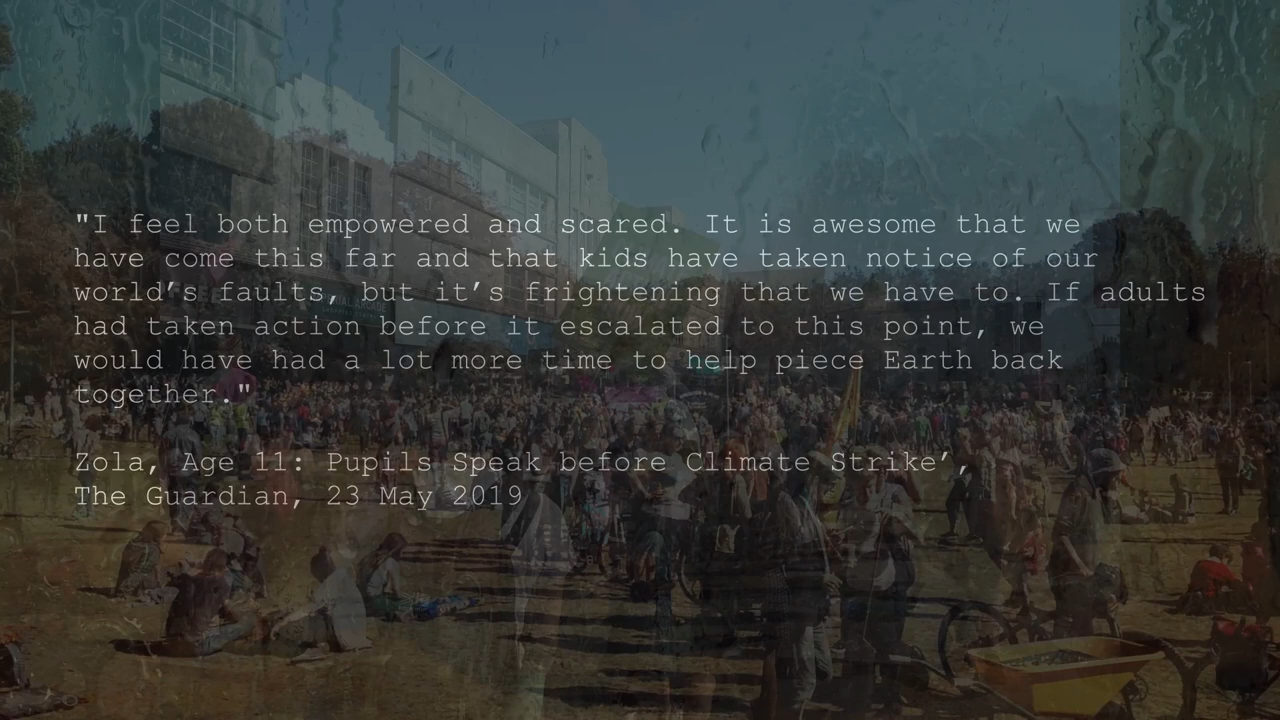 "I feel both empowered and scared. It is awesome that we
have come this far and that kids have taken notice of our
world’s faults, but it’s frightening that we have to. If adults
had taken action before it escalated to this point, we
would have had a lot more time to help piece Earth back
together."
Zola, Age 11: Pupils Speak before Climate Strike’,
The Guardian, 23 May 2019